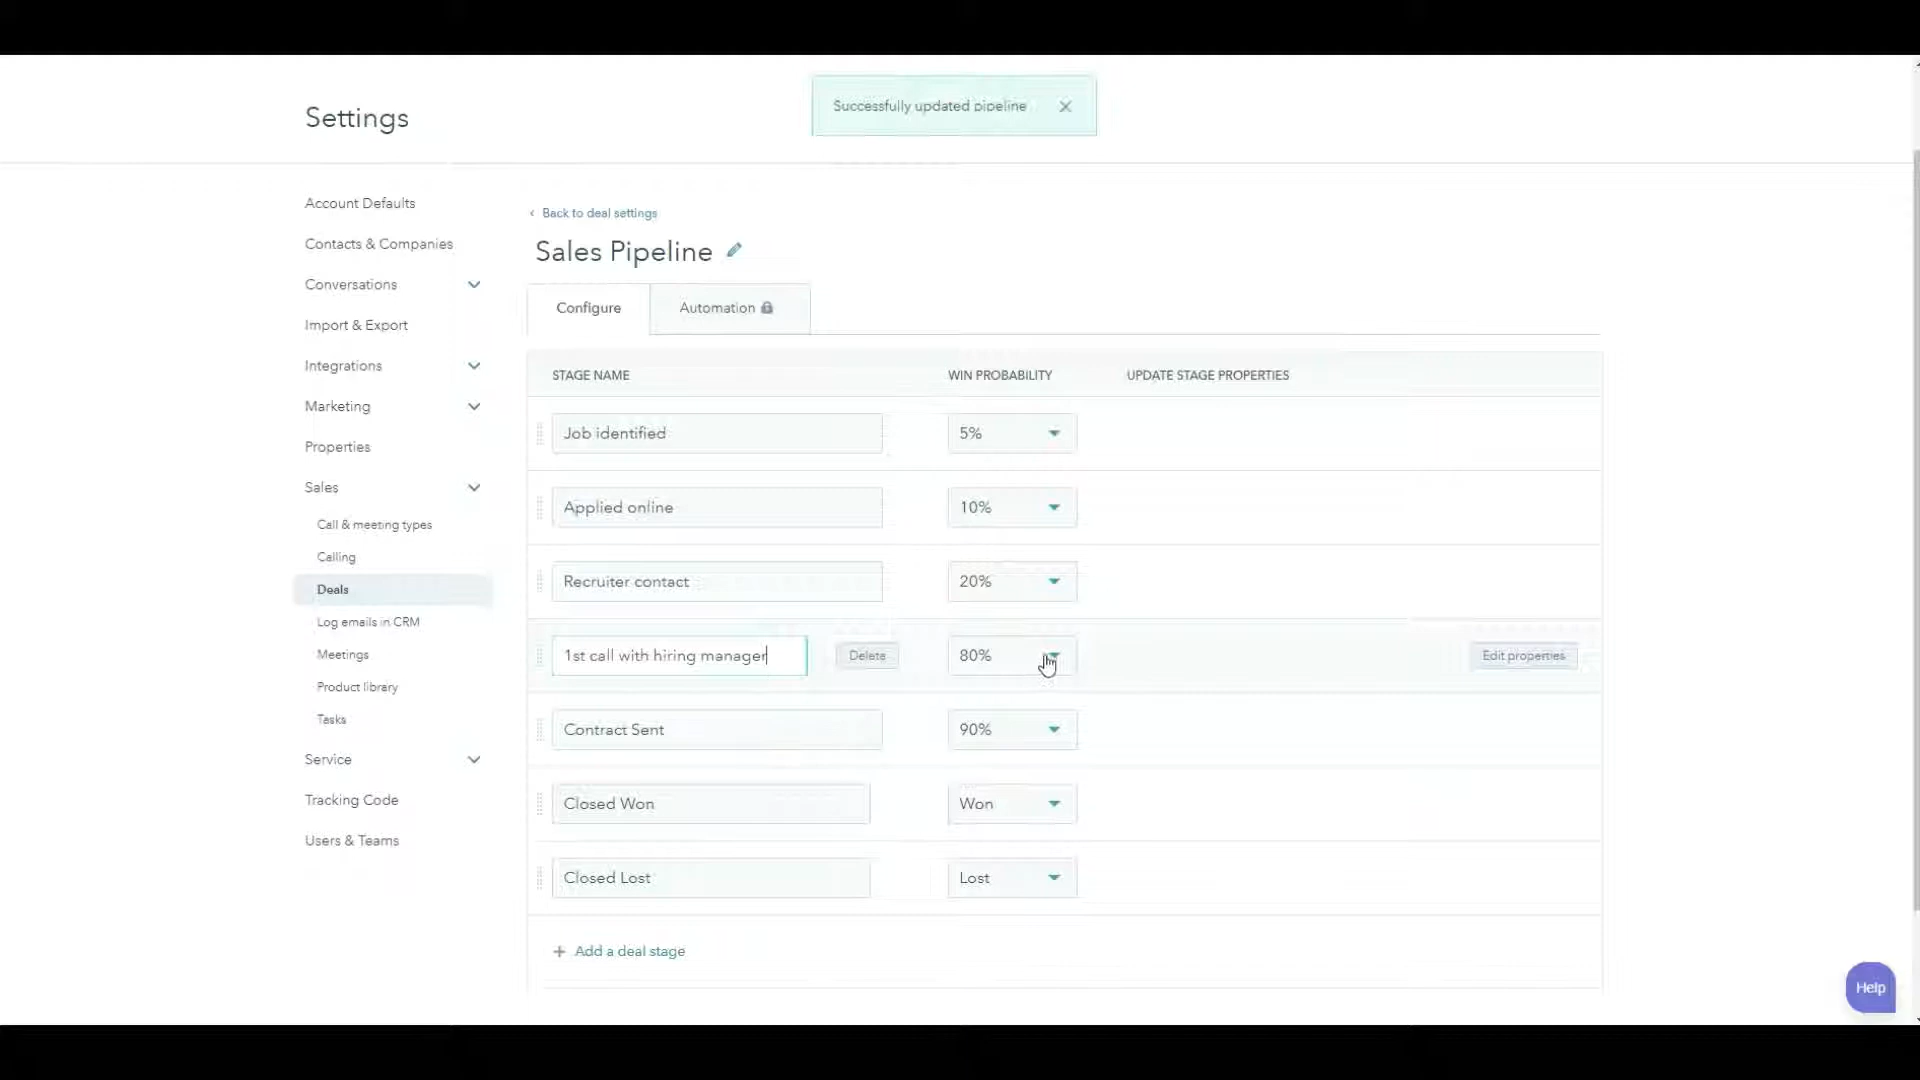 Successfully updated pipeline
Settings
Account Defaults
Contacts & Companies
Conversations
Import & Export
Integrations
Marketing
Properties
Sales
Call & meeting types
Calling
Deals
Log emails in CRM
Meetings
Product library
Tasks
Service
Tracking Code
Users & Teams
Back to deal settings
Sales Pipeline
Configure
Automation
STAGE NAME WIN PROBABILITY UPDATE STAGE PROPERTIES
Job identified 5%
Applied online 10%
Recruiter contact 20%
1st call with hiring manager Delete 80% Edit properties
Contract Sent 90%
Closed Won Won
Closed Lost Lost
+ Add a deal stage
Help